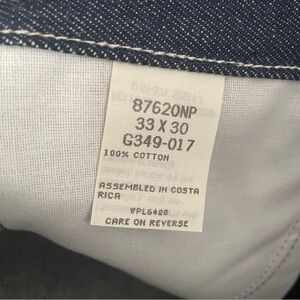 87620NP
33 X 30
G349-017
100% COTTON
ASSEMBLED IN COSTA
RICA
WPL6428
CARE ON REVERSE